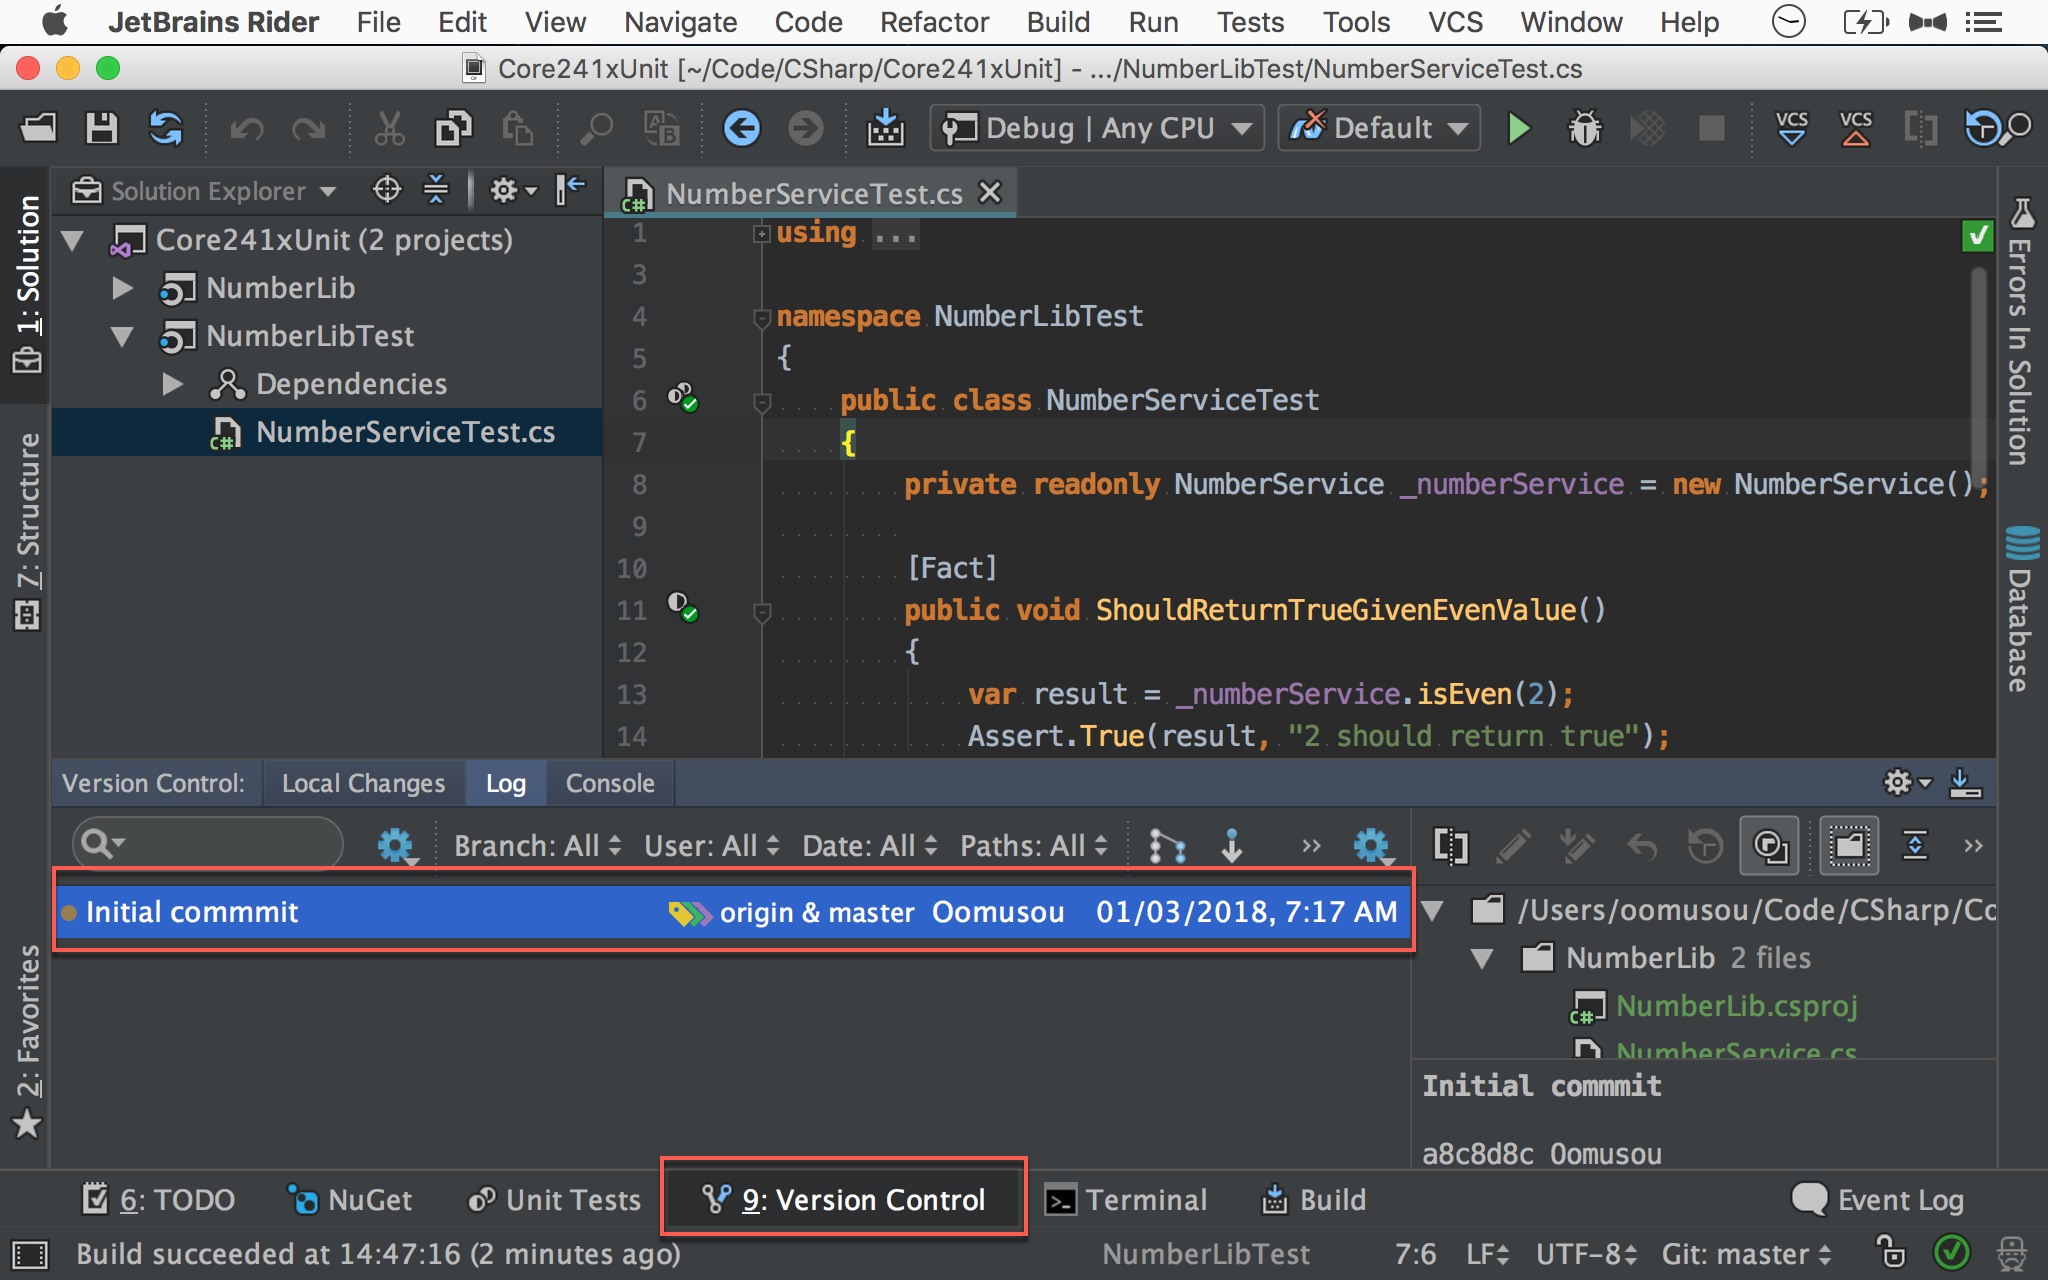 JetBrains Rider File Edit View Navigate Code Refactor Build Run Tests Tools VCS Window Help
Core241xUnit [~/Code/CSharp/Core241xUnit] - .../NumberLibTest/NumberServiceTest.cs
Debug | Any CPU Default VCS VCS
Solution Explorer
NumberServiceTest.cs
1: Solution
7: Structure
2: Favorites
Core241xUnit (2 projects)
NumberLib
NumberLibTest
Dependencies
C# NumberServiceTest.cs
1 using ...
3
4 namespace NumberLibTest
5 {
6 public class NumberServiceTest
7 {
8 private readonly NumberService _numberService = new NumberService();
9
10 [Fact]
11 public void ShouldReturnTrueGivenEvenValue()
12 {
13 var result = _numberService.isEven(2);
14 Assert.True(result, "2 should return true");
Errors In Solution
Database
Version Control: Local Changes Log Console
Branch: All User: All Date: All Paths: All
Initial commmit origin & master Oomusou 01/03/2018, 7:17 AM
/Users/oomusou/Code/CSharp/Co
NumberLib 2 files
C# NumberLib.csproj
NumberService.cs
Initial commmit
a8c8d8c Oomusou
6: TODO NuGet Unit Tests 9: Version Control Terminal Build Event Log
Build succeeded at 14:47:16 (2 minutes ago) NumberLibTest 7:6 LF UTF-8 Git: master